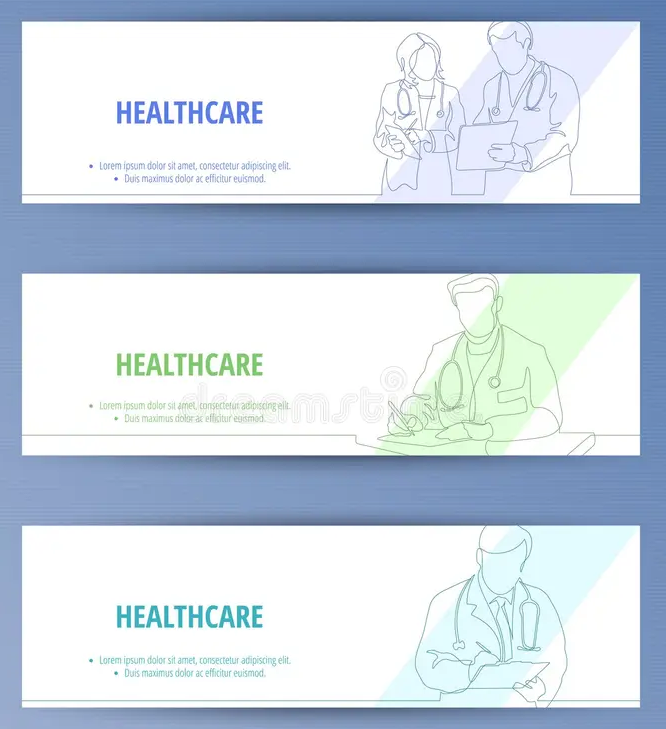 HEALTHCARE
• Lorem ipsum dolor sit amet, consectetur adipiscing elit.
• Duis maximus dolor ac efficitur euismod.
HEALTHCARE
• Lorem ipsum dolor sit amet, consectetur adipiscing elit.
• Duis maximus dolor ac efficitur euismod.
dreamstime
HEALTHCARE
• Lorem ipsum dolor sit amet, consectetur adipiscing elit.
• Duis maximus dolor ac efficitur euismod.